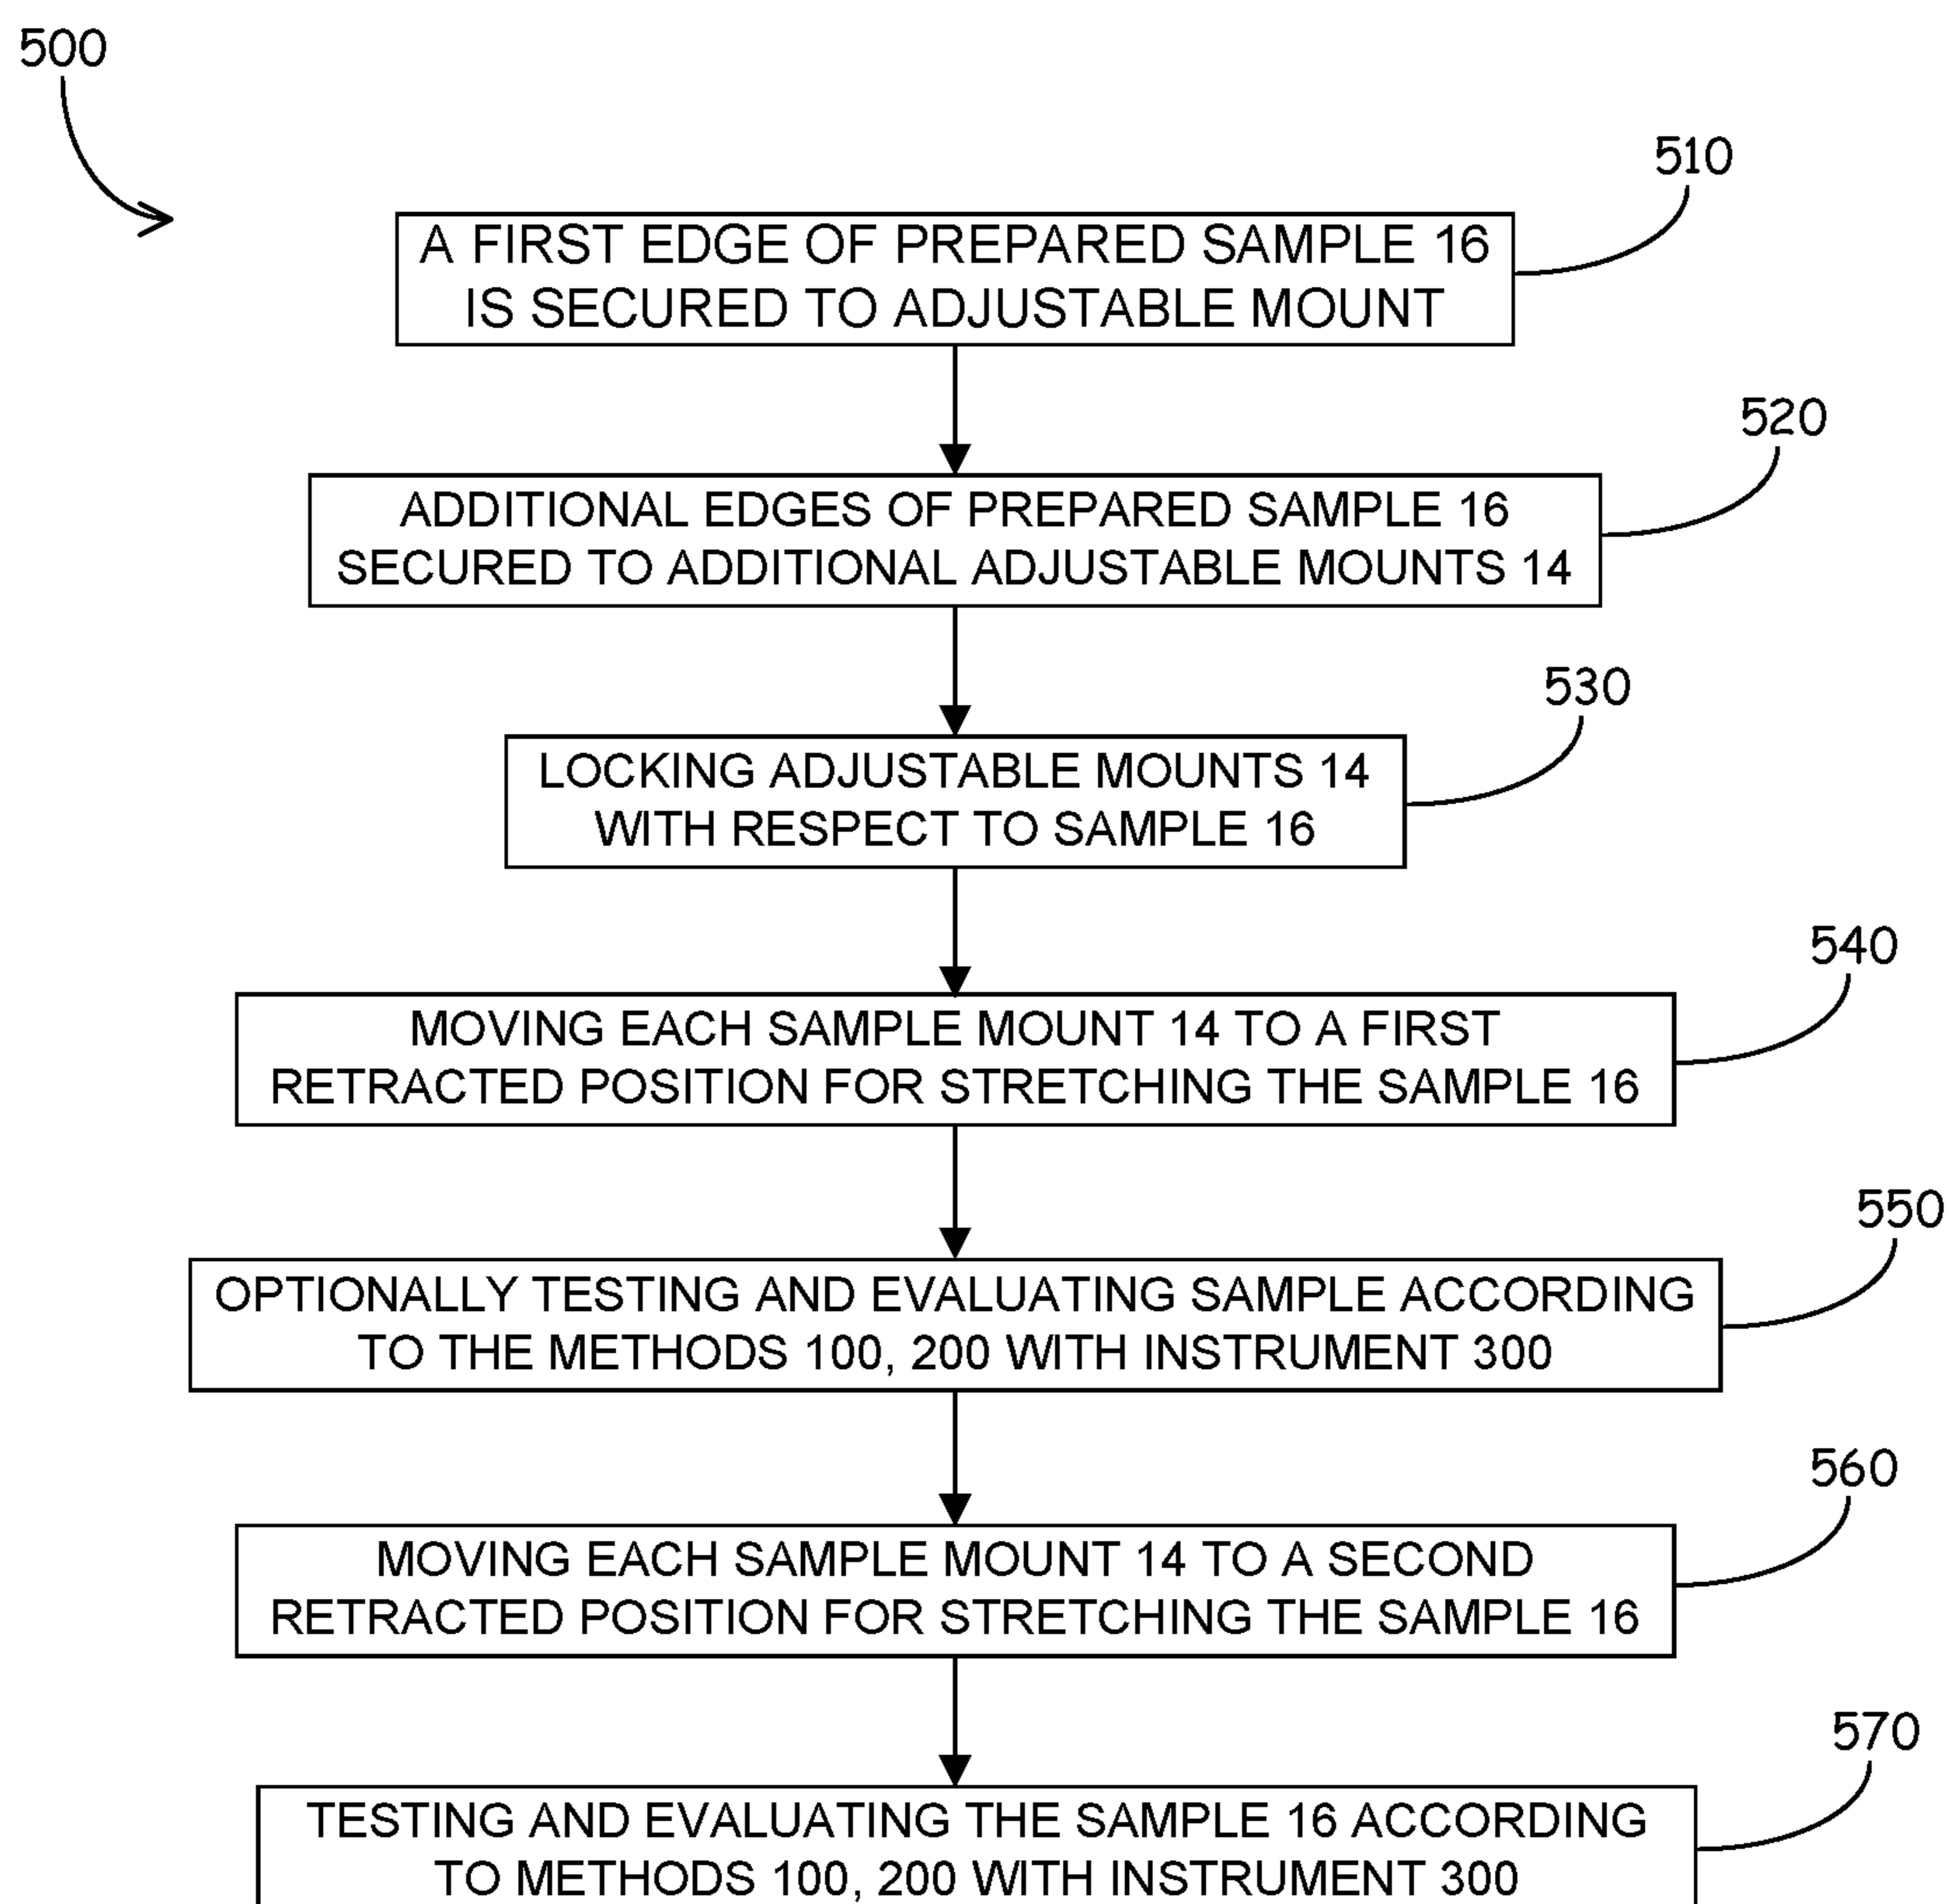 500
510
A FIRST EDGE OF PREPARED SAMPLE 16
IS SECURED TO ADJUSTABLE MOUNT
520
ADDITIONAL EDGES OF PREPARED SAMPLE 16
SECURED TO ADDITIONAL ADJUSTABLE MOUNTS 14
530
LOCKING ADJUSTABLE MOUNTS 14
WITH RESPECT TO SAMPLE 16
540
MOVING EACH SAMPLE MOUNT 14 TO A FIRST
RETRACTED POSITION FOR STRETCHING THE SAMPLE 16
550
OPTIONALLY TESTING AND EVALUATING SAMPLE ACCORDING
TO THE METHODS 100, 200 WITH INSTRUMENT 300
560
MOVING EACH SAMPLE MOUNT 14 TO A SECOND
RETRACTED POSITION FOR STRETCHING THE SAMPLE 16
570
TESTING AND EVALUATING THE SAMPLE 16 ACCORDING
TO METHODS 100, 200 WITH INSTRUMENT 300